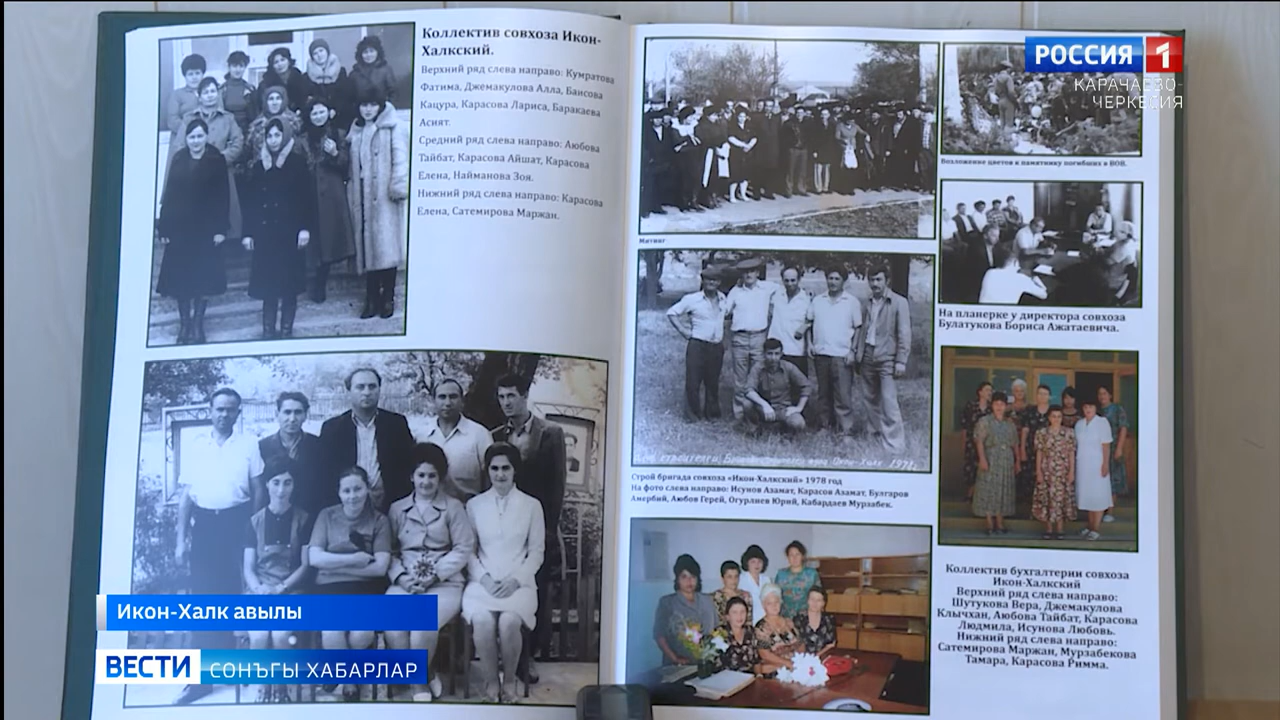 Коллектив совхоза Икон-
Халкский.
Верхний ряд слева направо: Кумратова
Фатима, Джемакулова Алла, Баисова
Кацура, Карасова Лариса, Баракаева
Асият.
Средний ряд слева направо: Аюбова
Тайбат, Карасова Айшат, Карасова
Елена, Найманова Зоя.
Нижний ряд слева направо: Карасова
Елена, Сатемирова Маржан.
Митинг
Строй бригада совхоза «Икон-Халкский» 1978 год
На фото слева направо: Исунов Азамат, Карасов Азамат, Булгаров
Амербий, Аюбов Герей, Огурлиев Юрий, Кабардаев Мурзабек.
Возложение цветов к памятнику погибших в ВОВ.
На планерке у директора совхоза
Булатукова Бориса Ажатаевича.
Коллектив бухгалтерии совхоза
Икон-Халкский
Верхний ряд слева направо:
Шутукова Вера, Джемакулова
Клычхан, Аюбова Тайбат, Карасова
Людмила, Исунова Любовь.
Нижний ряд слева направо:
Сатемирова Маржан, Мурзабекова
Тамара, Карасова Римма.
РОССИЯ 1
КАРАЧАЕВО-
ЧЕРКЕСИЯ
Икон-Халк авылы
ВЕСТИ СОНЪГЫ ХАБАРЛАР